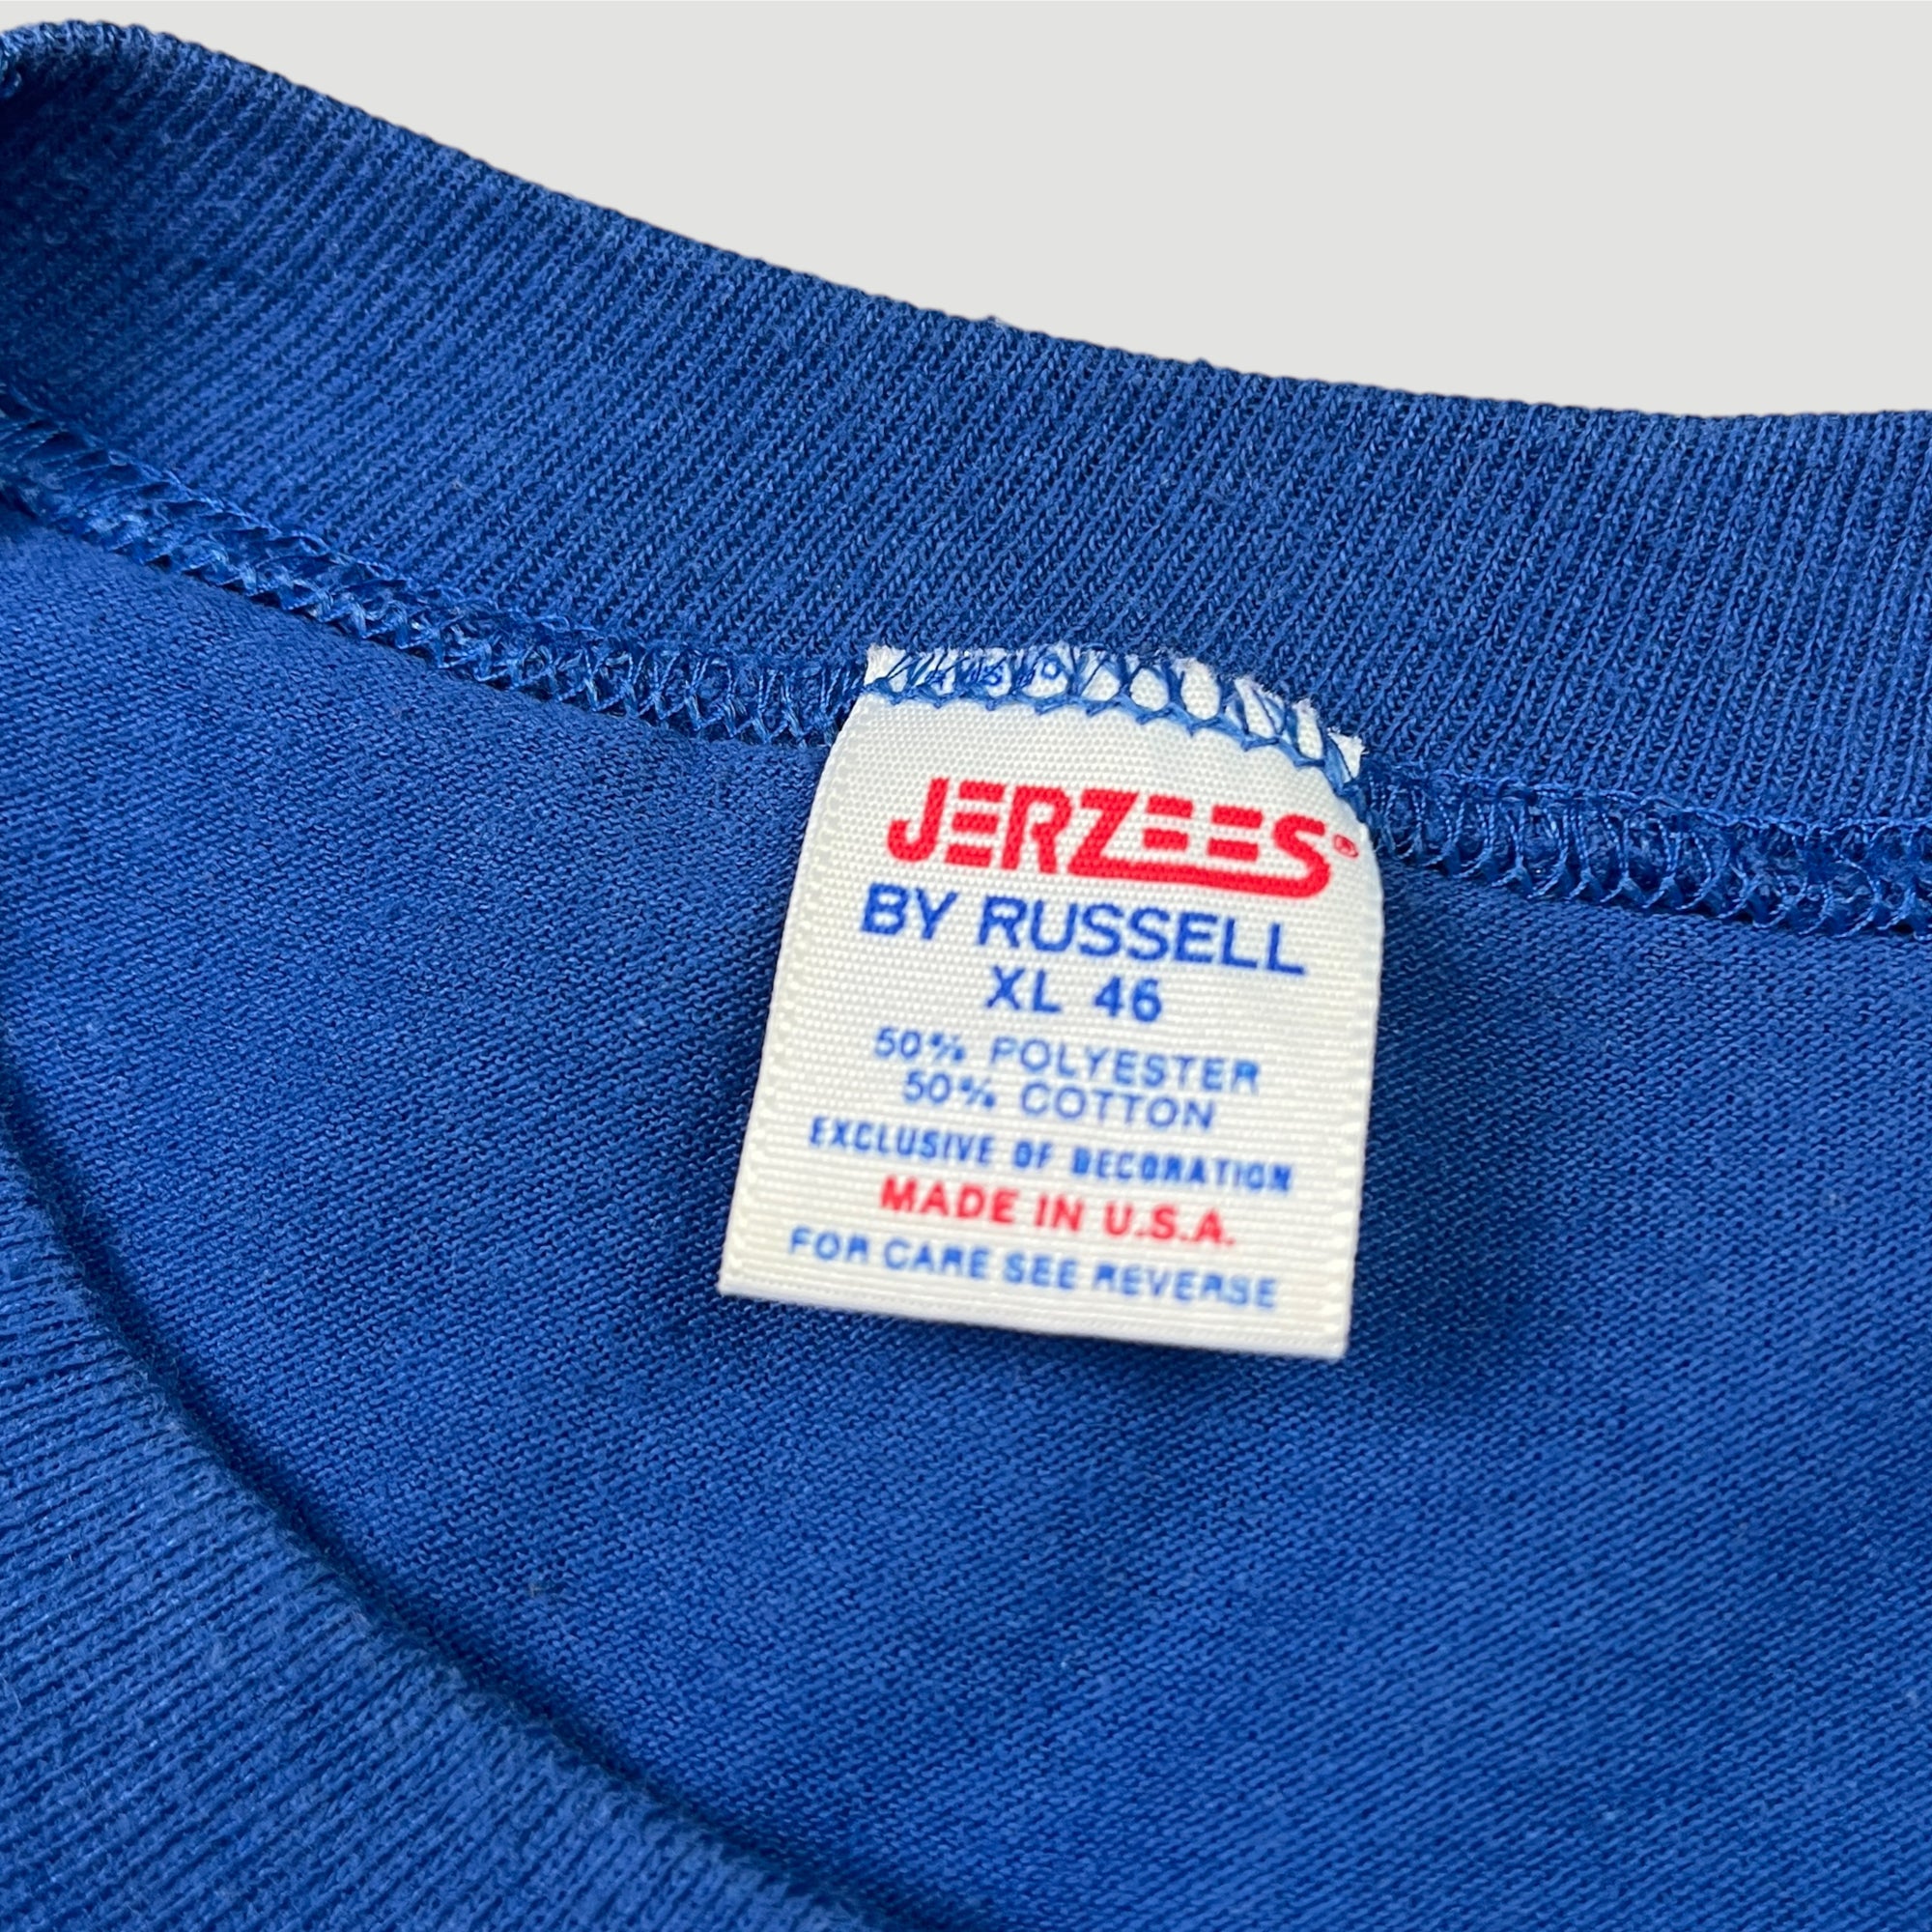 JERZEES®
BY RUSSELL
XL 46
50% POLYESTER
50% COTTON
EXCLUSIVE OF DECORATION
MADE IN U.S.A.
FOR CARE SEE REVERSE